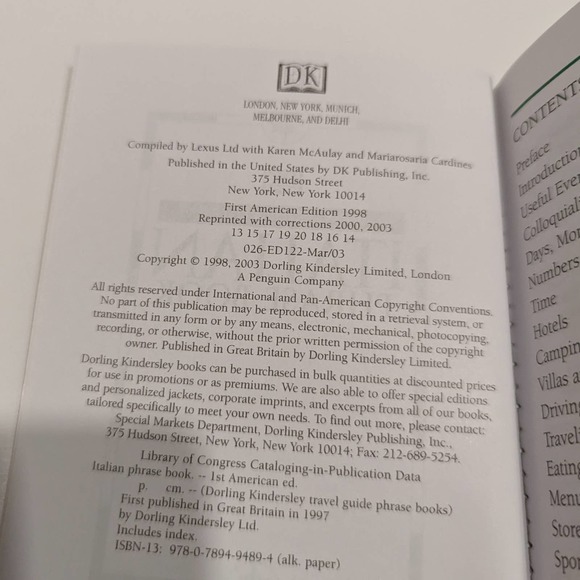 DK
LONDON, NEW YORK, MUNICH,
MELBOURNE, AND DELHI
Compiled by Lexus Ltd with Karen McAulay and Mariarosaria Cardines
Published in the United States by DK Publishing, Inc.
375 Hudson Street
New York, New York 10014
First American Edition 1998
Reprinted with corrections 2000, 2003
13 15 17 19 20 18 16 14
026-ED122-Mar/03
Copyright © 1998, 2003 Dorling Kindersley Limited, London
A Penguin Company
All rights reserved under International and Pan-American Copyright Conventions.
No part of this publication may be reproduced, stored in a retrieval system, or
transmitted in any form or by any means, electronic, mechanical, photocopying,
recording, or otherwise, without the prior written permission of the copyright
owner. Published in Great Britain by Dorling Kindersley Limited.
Dorling Kindersley books can be purchased in bulk quantities at discounted prices
for use in promotions or as premiums. We are also able to offer special editions
and personalized jackets, corporate imprints, and excerpts from all of our books,
tailored specifically to meet your own needs. To find out more, please contact:
Special Markets Department, Dorling Kindersley Publishing, Inc.,
375 Hudson Street, New York, New York 10014; Fax: 212-689-5254.
Library of Congress Cataloging-in-Publication Data
Italian phrase book. -- 1st American ed.
p. cm. -- (Dorling Kindersley travel guide phrase books)
First published in Great Britain in 1997
by Dorling Kindersley Ltd.
Includes index.
ISBN-13: 978-0-7894-9489-4 (alk. paper)
CONTENTS
Preface
Introduction
Useful Ever
Colloquiali
Days, Mo
Numbers
Time
Hotels
Campin
Villas a
Driving
Traveli
Eating
Menu
Store
Spor